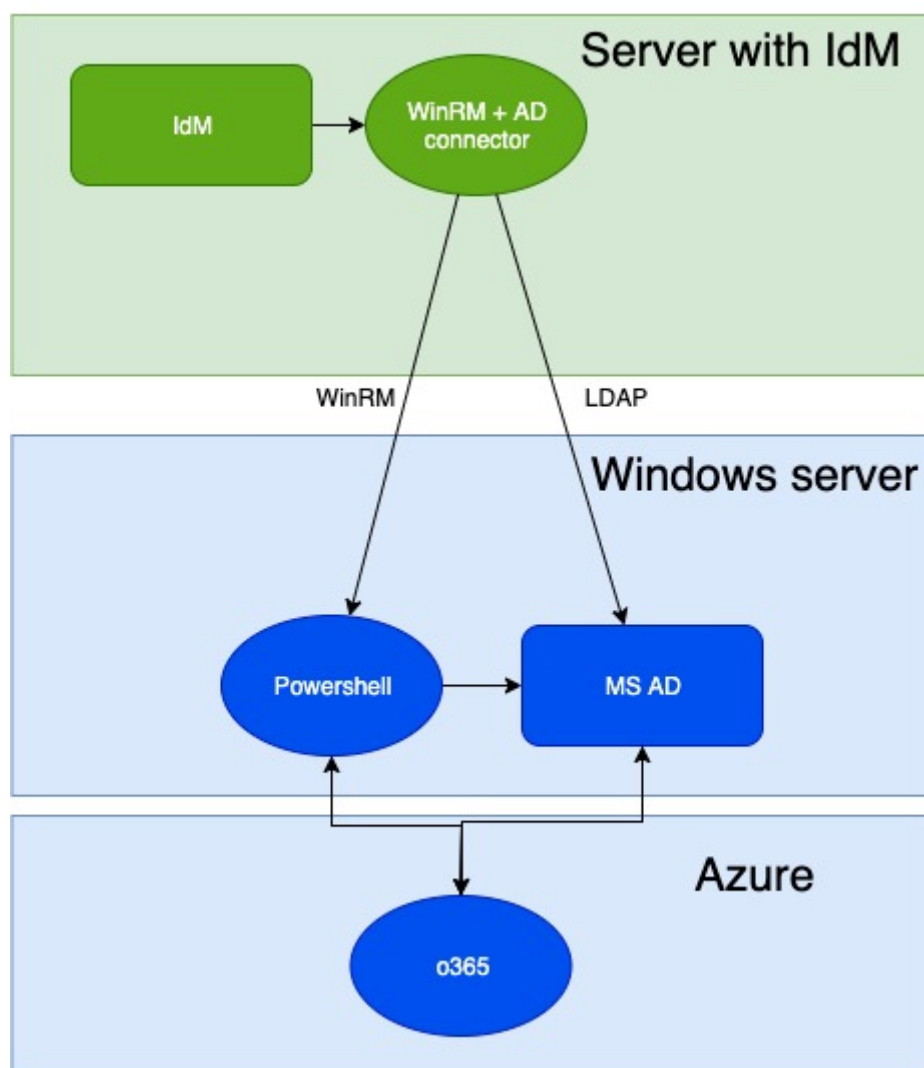 Server with IdM
IdM
WinRM + AD
connector
WinRM
LDAP
Windows server
Powershell
MS AD
Azure
o365